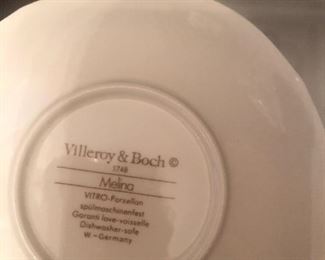 Villeroy & Boch ©
1748
Melina
VITRO-Porzellan
spülmaschinenfest
Garanti lave-vaisselle
Dishwasher-safe
W.-Germany